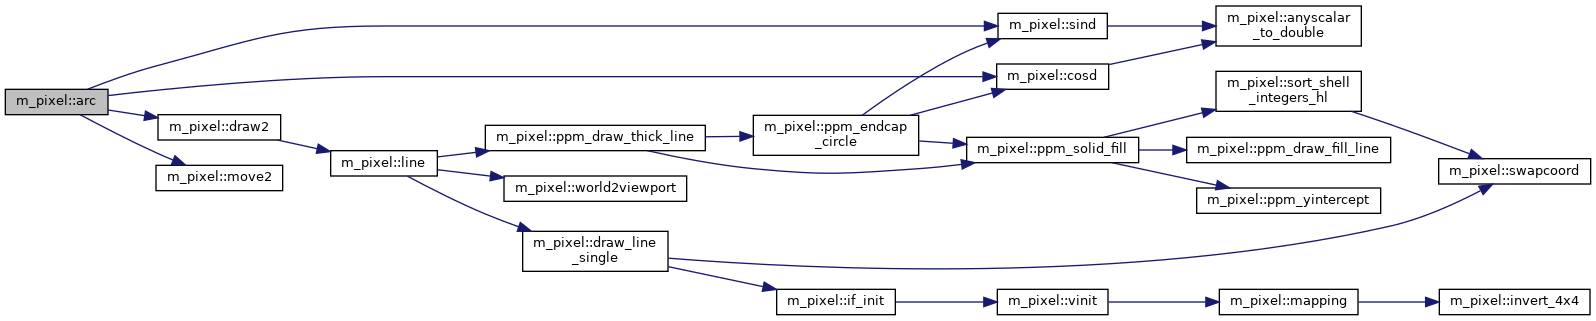 m_pixel::arc
m_pixel::sind
m_pixel::anyscalar
_to_double
m_pixel::cosd
m_pixel::draw2
m_pixel::move2
m_pixel::line
m_pixel::ppm_draw_thick_line
m_pixel::ppm_endcap
_circle
m_pixel::ppm_solid_fill
m_pixel::sort_shell
_integers_hl
m_pixel::ppm_draw_fill_line
m_pixel::ppm_yintercept
m_pixel::swapcoord
m_pixel::world2viewport
m_pixel::draw_line
_single
m_pixel::if_init
m_pixel::vinit
m_pixel::mapping
m_pixel::invert_4x4